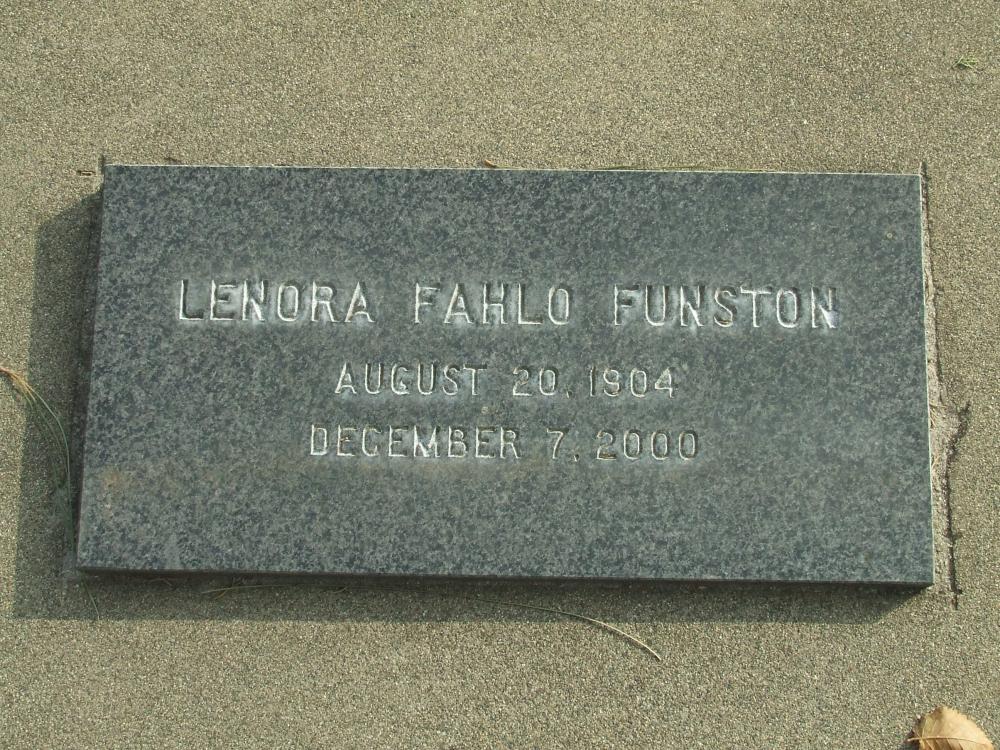 LENORA FAHLO FUNSTON
AUGUST 20, 1904
DECEMBER 7, 2000